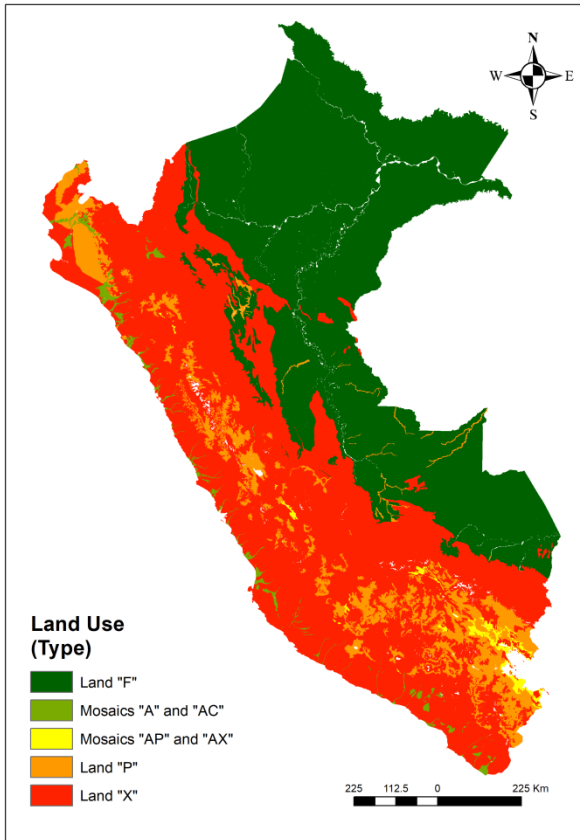 N
W E
S
Land Use
(Type)
Land "F"
Mosaics "A" and "AC"
Mosaics "AP" and "AX"
Land "P"
Land "X"
225 112.5 0 225 Km